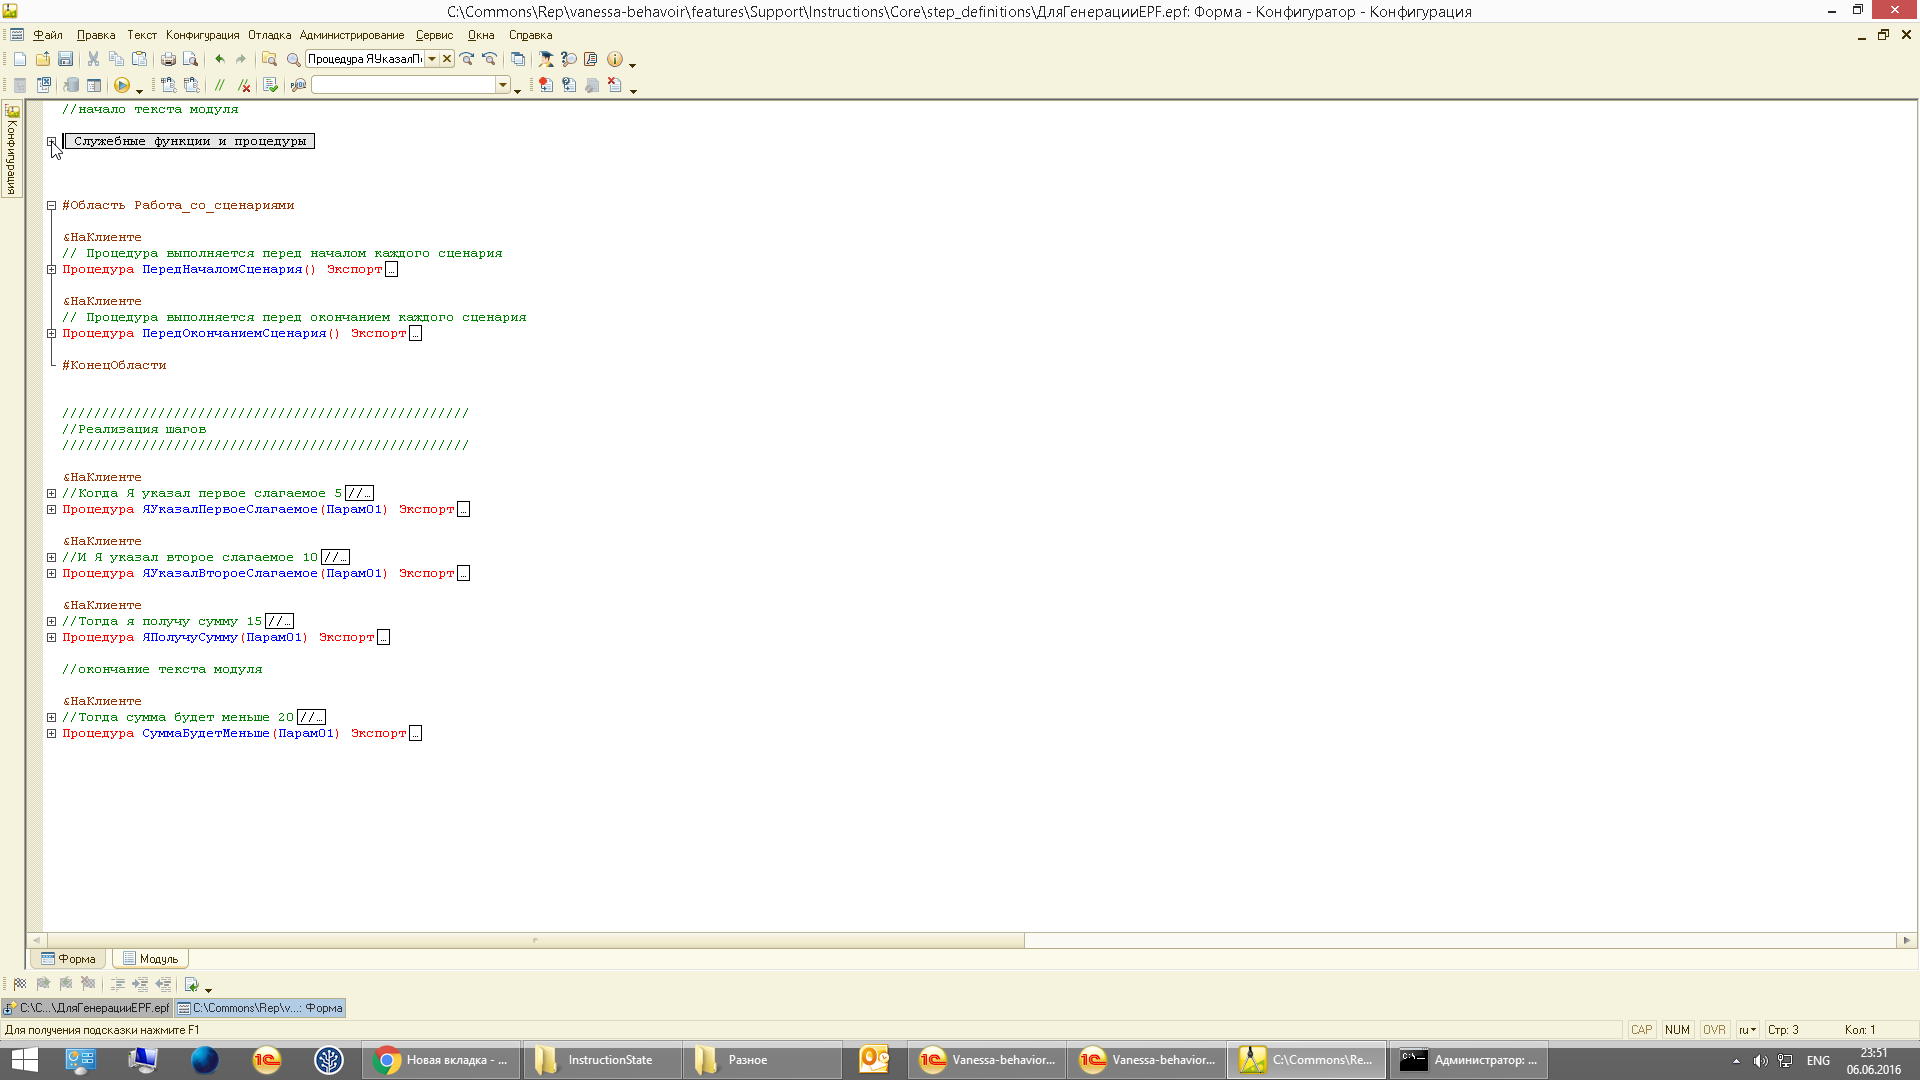 C:\Commons\Rep\vanessa-behavoir\features\Support\Instructions\Core\step_definitions\ДляГенерацииEPF.epf: Форма - Конфигуратор - Конфигурация
Файл Правка Текст Конфигурация Отладка Администрирование Сервис Окна Справка
Процедура ЯУказалП
Конфигурация
//начало текста модуля
Служебные функции и процедуры
#Область Работа_со_сценариями
&НаКлиенте
// Процедура выполняется перед началом каждого сценария
Процедура ПередНачаломСценария() Экспорт...
&НаКлиенте
// Процедура выполняется перед окончанием каждого сценария
Процедура ПередОкончаниемСценария() Экспорт...
#КонецОбласти
///////////////////////////////////////////////////
//Реализация шагов
///////////////////////////////////////////////////
&НаКлиенте
//Когда Я указал первое слагаемое 5//...
Процедура ЯУказалПервоеСлагаемое(Парам01) Экспорт...
&НаКлиенте
//И Я указал второе слагаемое 10//...
Процедура ЯУказалВтороеСлагаемое(Парам01) Экспорт...
&НаКлиенте
//Тогда я получу сумму 15//...
Процедура ЯПолучуСумму(Парам01) Экспорт...
//окончание текста модуля
&НаКлиенте
//Тогда сумма будет меньше 20//...
Процедура СуммаБудетМеньше(Парам01) Экспорт...
Форма Модуль
C:\C...\ДляГенерацииEPF.epf C:\Commons\Rep\v...: Форма
Для получения подсказки нажмите F1 CAP NUM OVR ru Стр: 3 Кол: 1
Новая вкладка - ... InstructionState Разное Vanessa-behavior... Vanessa-behavior... C:\Commons\Re... Администратор: ... ENG 23:51
06.06.2016